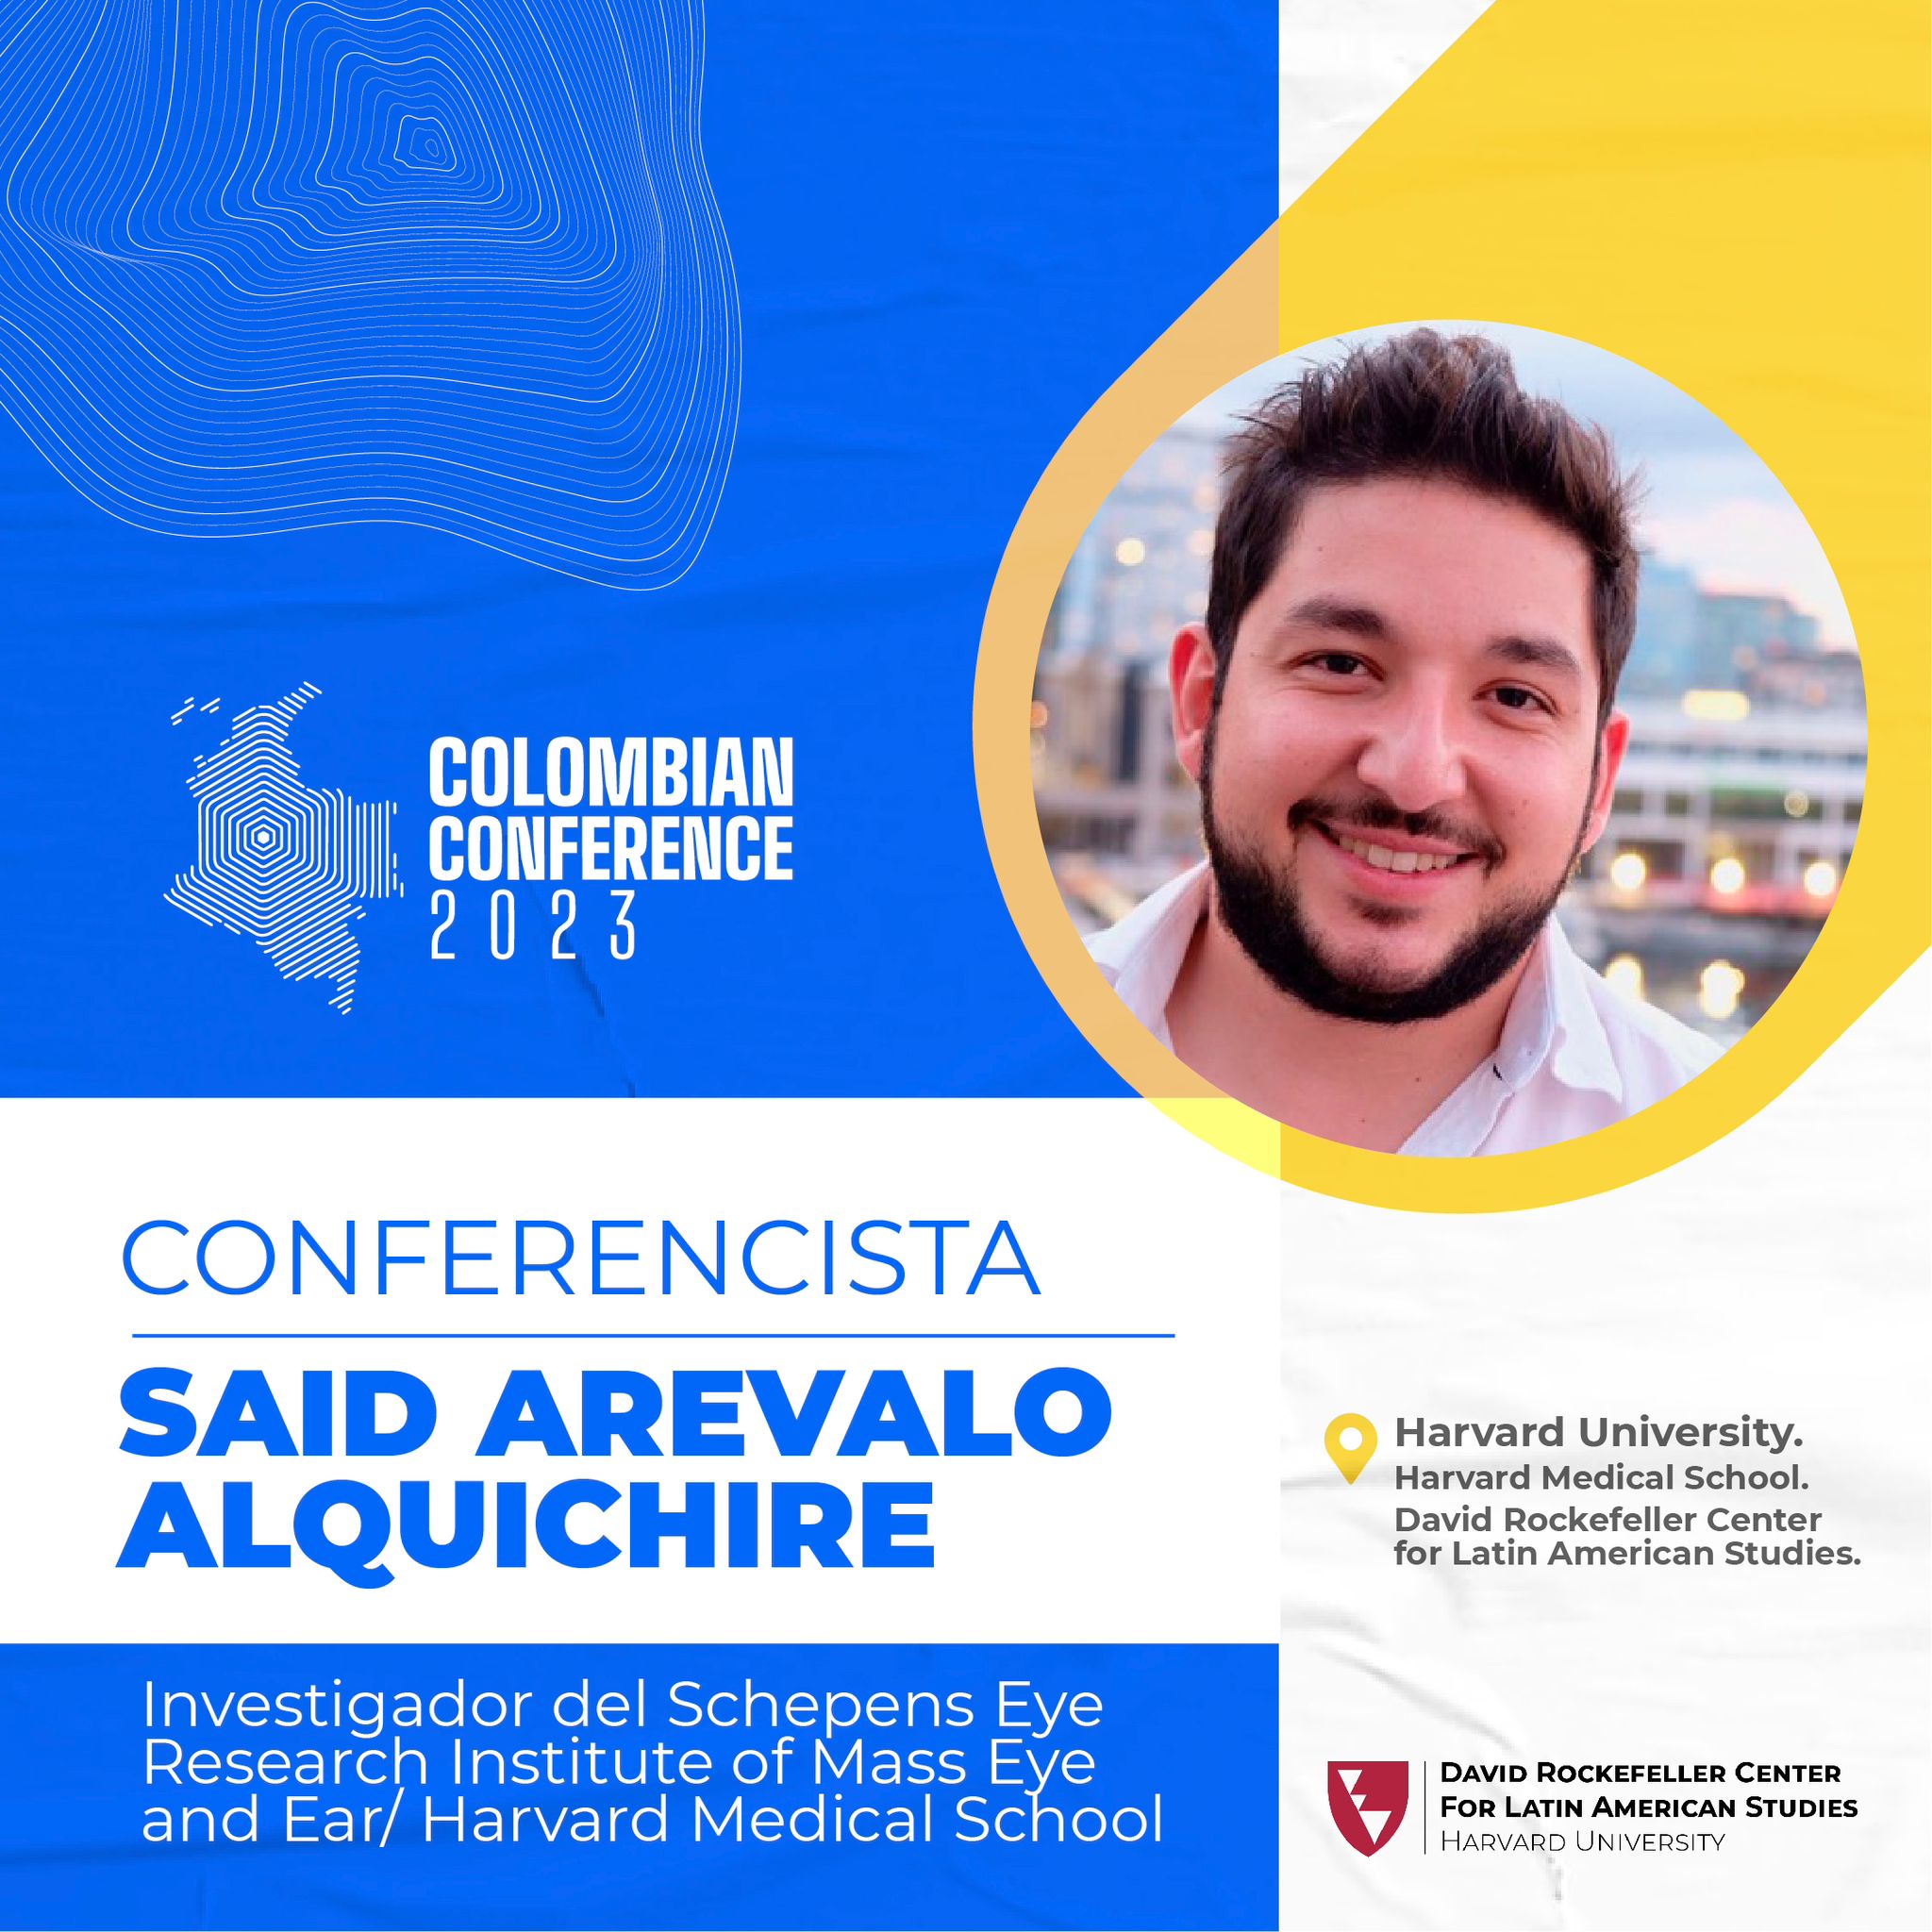 COLOMBIAN
CONFERENCE
2023
CONFERENCISTA
SAID AREVALO
ALQUICHIRE
Investigador del Schepens Eye
Research Institute of Mass Eye
and Ear/ Harvard Medical School
Harvard University.
Harvard Medical School.
David Rockefeller Center
for Latin American Studies.
DAVID ROCKEFELLER CENTER
FOR LATIN AMERICAN STUDIES
HARVARD UNIVERSITY